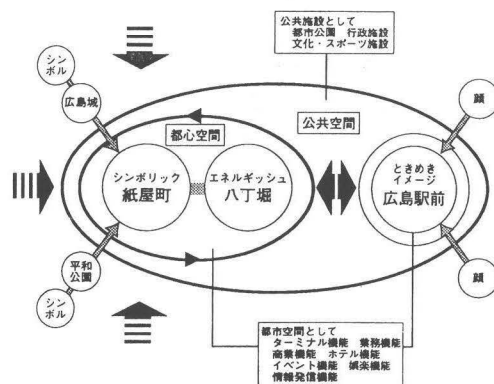 公共施設として
都市公園 行政施設
文化・スポーツ施設
シンボル
広島城
顔
都心空間
公共空間
シンボリック
紙屋町
エネルギッシュ
八丁堀
ときめき
イメージ
広島駅前
平和
公園
シン
ボル
顔
都市空間として
ターミナル機能 業務機能
商業機能 ホテル機能
イベント機能 娯楽機能
情報発信機能